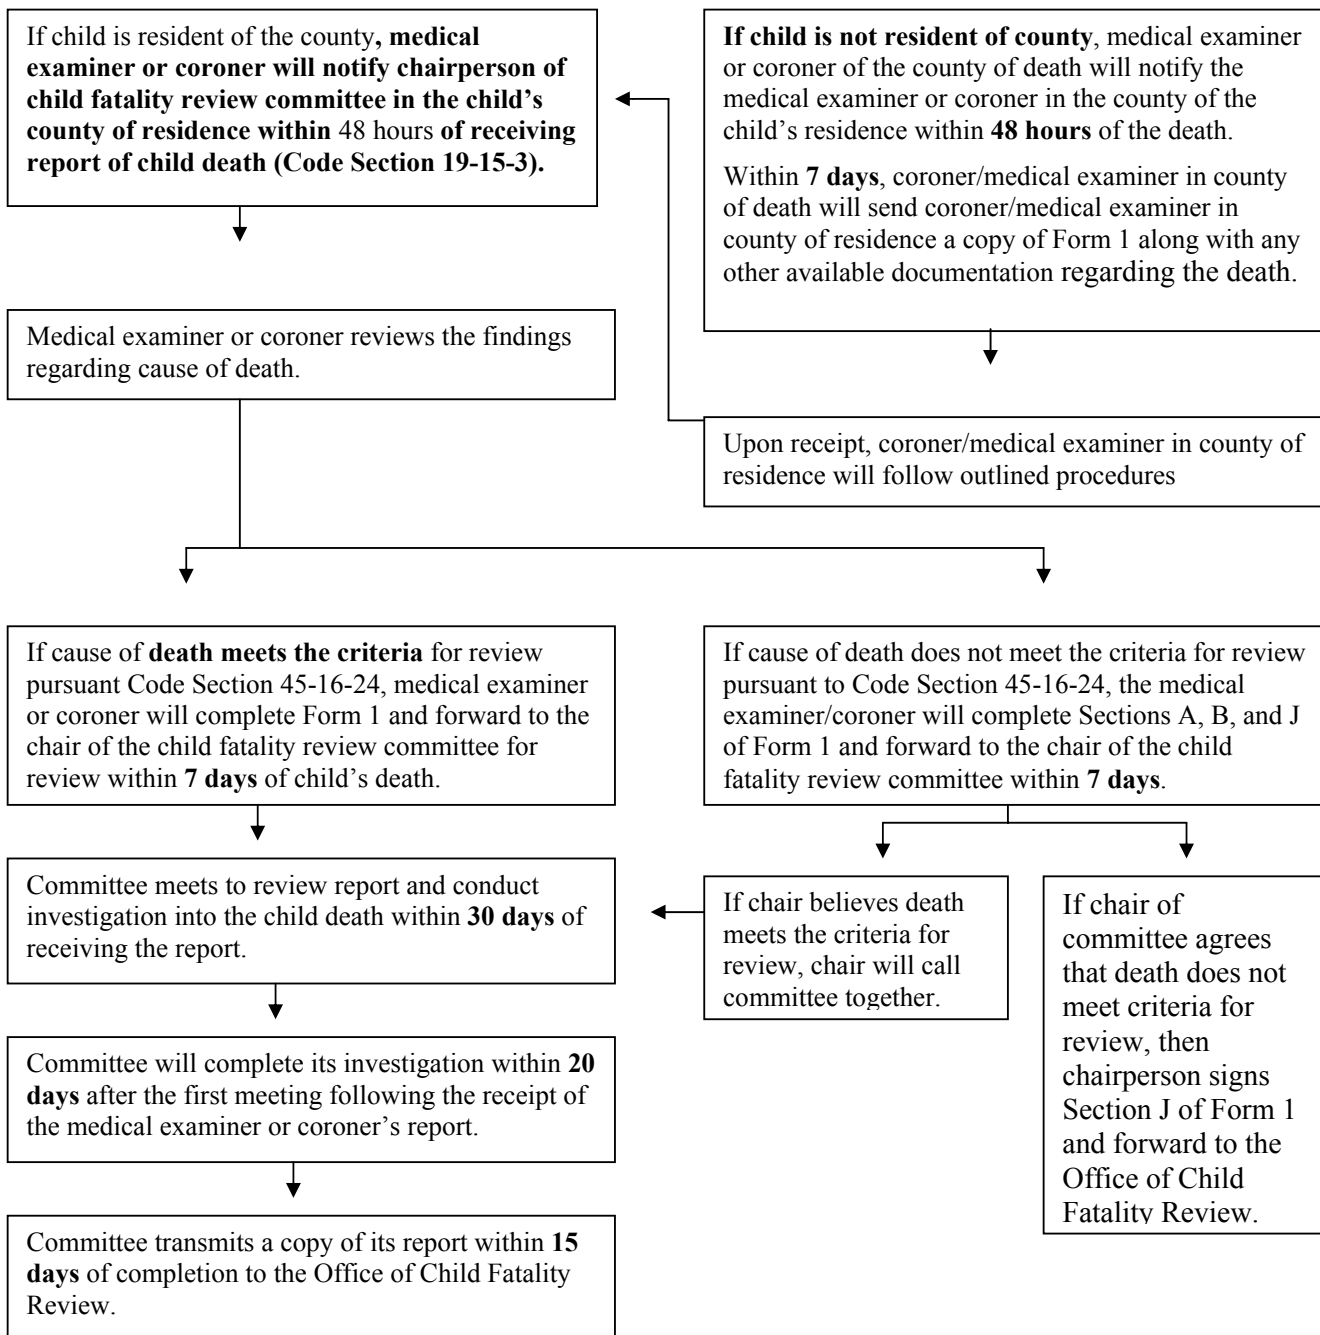 If child is resident of the county, medical
examiner or coroner will notify chairperson of
child fatality review committee in the child's
county of residence within 48 hours of receiving
report of child death (Code Section 19-15-3).
If child is not resident of county, medical examiner
or coroner of the county of death will notify the
medical examiner or coroner in the county of the
child's residence within 48 hours of the death.
Within 7 days, coroner/medical examiner in county
of death will send coroner/medical examiner in
county of residence a copy of Form 1 along with any
other available documentation regarding the death.
Medical examiner or coroner reviews the findings
regarding cause of death.
Upon receipt, coroner/medical examiner in county of
residence will follow outlined procedures
If cause of death meets the criteria for review
pursuant Code Section 45-16-24, medical examiner
or coroner will complete Form 1 and forward to the
chair of the child fatality review committee for
review within 7 days of child's death.
If cause of death does not meet the criteria for review
pursuant to Code Section 45-16-24, the medical
examiner/coroner will complete Sections A, B, and J
of Form 1 and forward to the chair of the child
fatality review committee within 7 days.
Committee meets to review report and conduct
investigation into the child death within 30 days of
receiving the report.
If chair believes death
meets the criteria for
review, chair will call
committee together.
If chair of
committee agrees
that death does not
meet criteria for
review, then
chairperson signs
Section J of Form 1
and forward to the
Office of Child
Fatality Review.
Committee will complete its investigation within 20
days after the first meeting following the receipt of
the medical examiner or coroner's report.
Committee transmits a copy of its report within 15
days of completion to the Office of Child Fatality
Review.